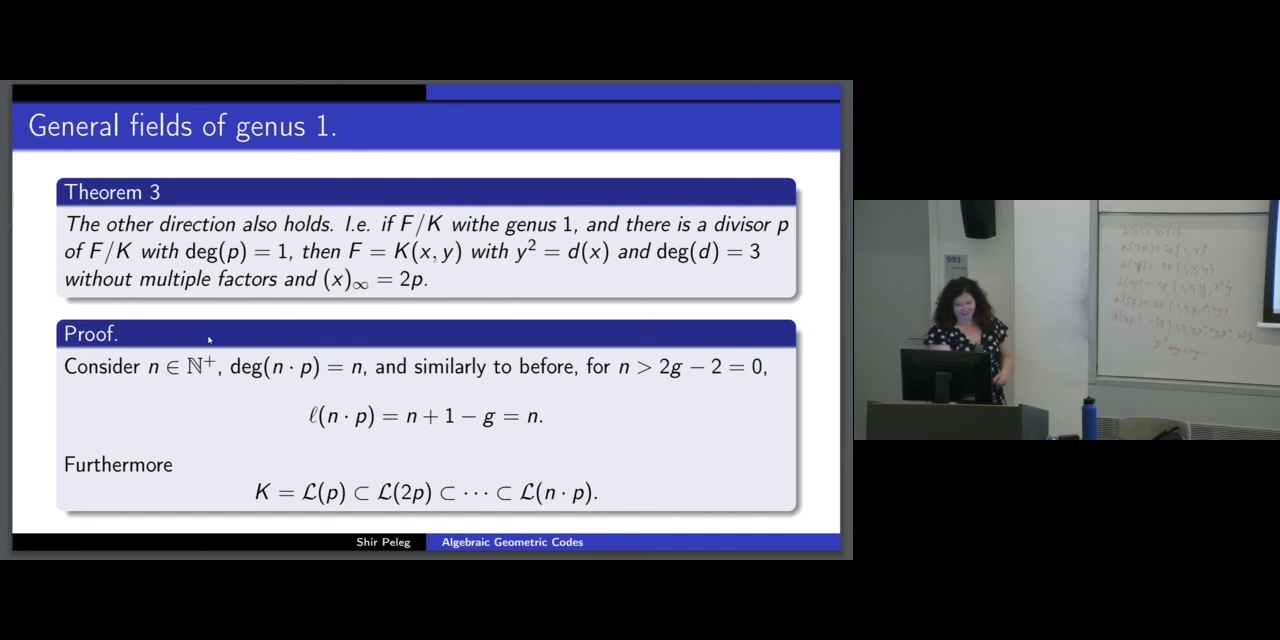 General fields of genus 1.
Theorem 3
The other direction also holds. I.e. if F/K withe genus 1, and there is a divisor p
of F/K with deg(p) = 1, then F = K(x, y) with y² = d(x) and deg(d) = 3
without multiple factors and (x)∞ = 2p.
Proof.
Consider n ∈ ℕ⁺, deg(n · p) = n, and similarly to before, for n > 2g − 2 = 0,
ℓ(n · p) = n + 1 − g = n.
Furthermore
K = ℒ(p) ⊂ ℒ(2p) ⊂ ⋯ ⊂ ℒ(n · p).
Shir Peleg Algebraic Geometric Codes
093